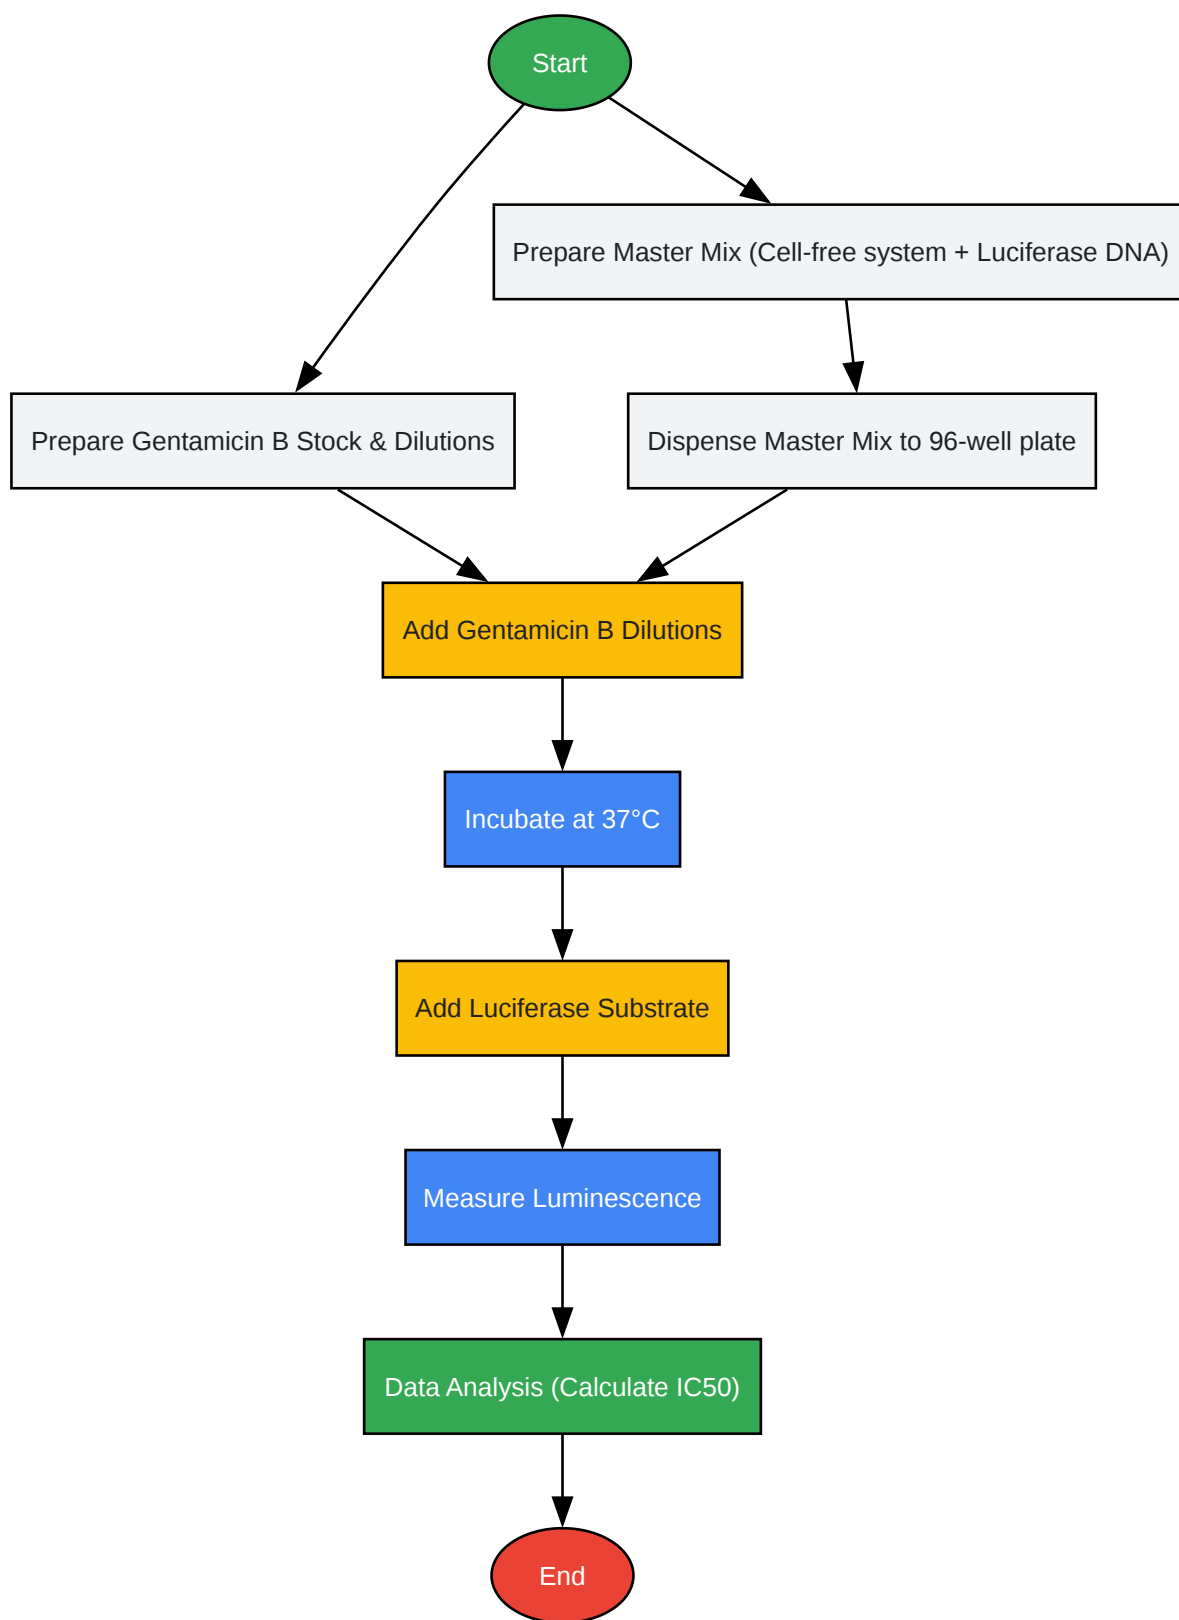 Start
Prepare Master Mix (Cell-free system + Luciferase DNA)
Prepare Gentamicin B Stock & Dilutions
Dispense Master Mix to 96-well plate
Add Gentamicin B Dilutions
Incubate at 37°C
Add Luciferase Substrate
Measure Luminescence
Data Analysis (Calculate IC50)
End